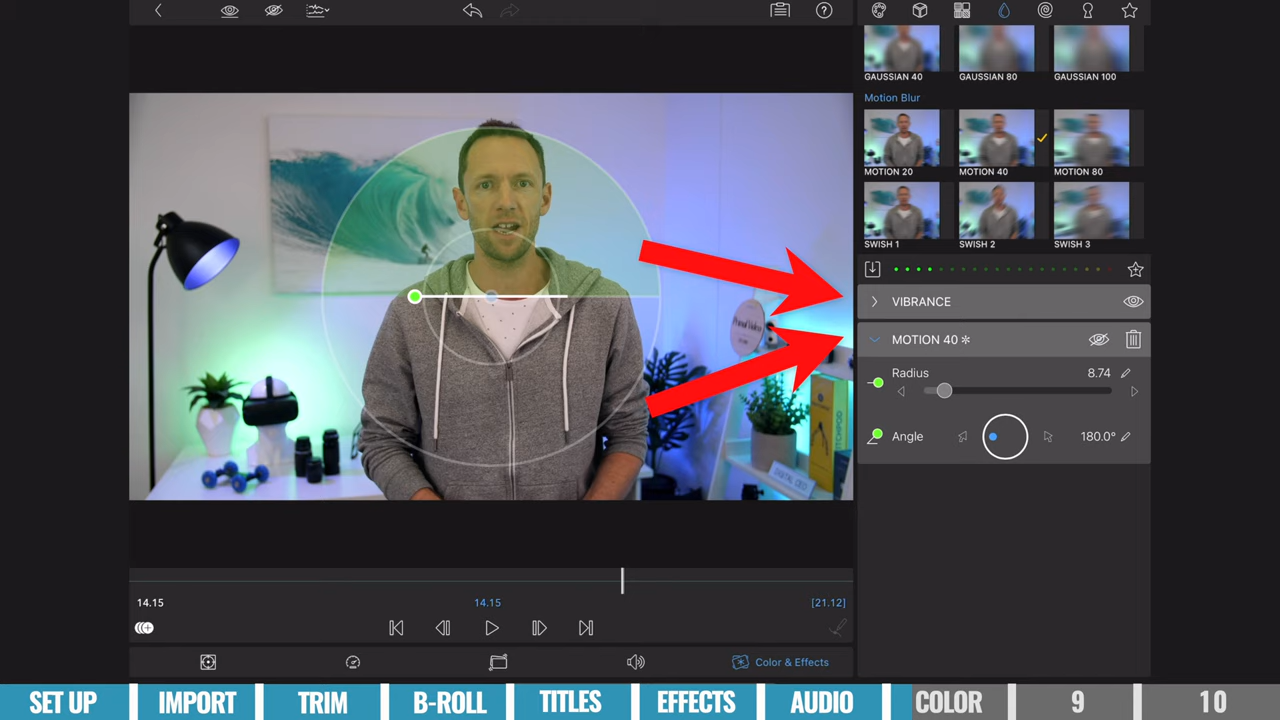 GAUSSIAN 40
GAUSSIAN 80
GAUSSIAN 100
Motion Blur
MOTION 20
MOTION 40
MOTION 80
SWISH 1
SWISH 2
SWISH 3
VIBRANCE
MOTION 40
Radius
8.74
Angle
180.0°
DIGITAL CEO
14.15
14.15
[21.12]
Color & Effects
SET UP
IMPORT
TRIM
B-ROLL
TITLES
EFFECTS
AUDIO
COLOR
9
10